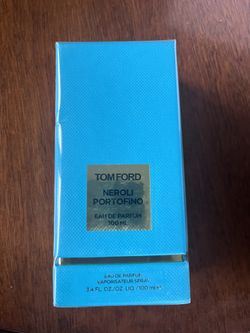 TOM FORD
NEROLI
PORTOFINO
EAU DE PARFUM
100 ML
EAU DE PARFUM
VAPORISATEUR SPRAY
3.4 FL.OZ./OZ. LIQ./100 ml ℮